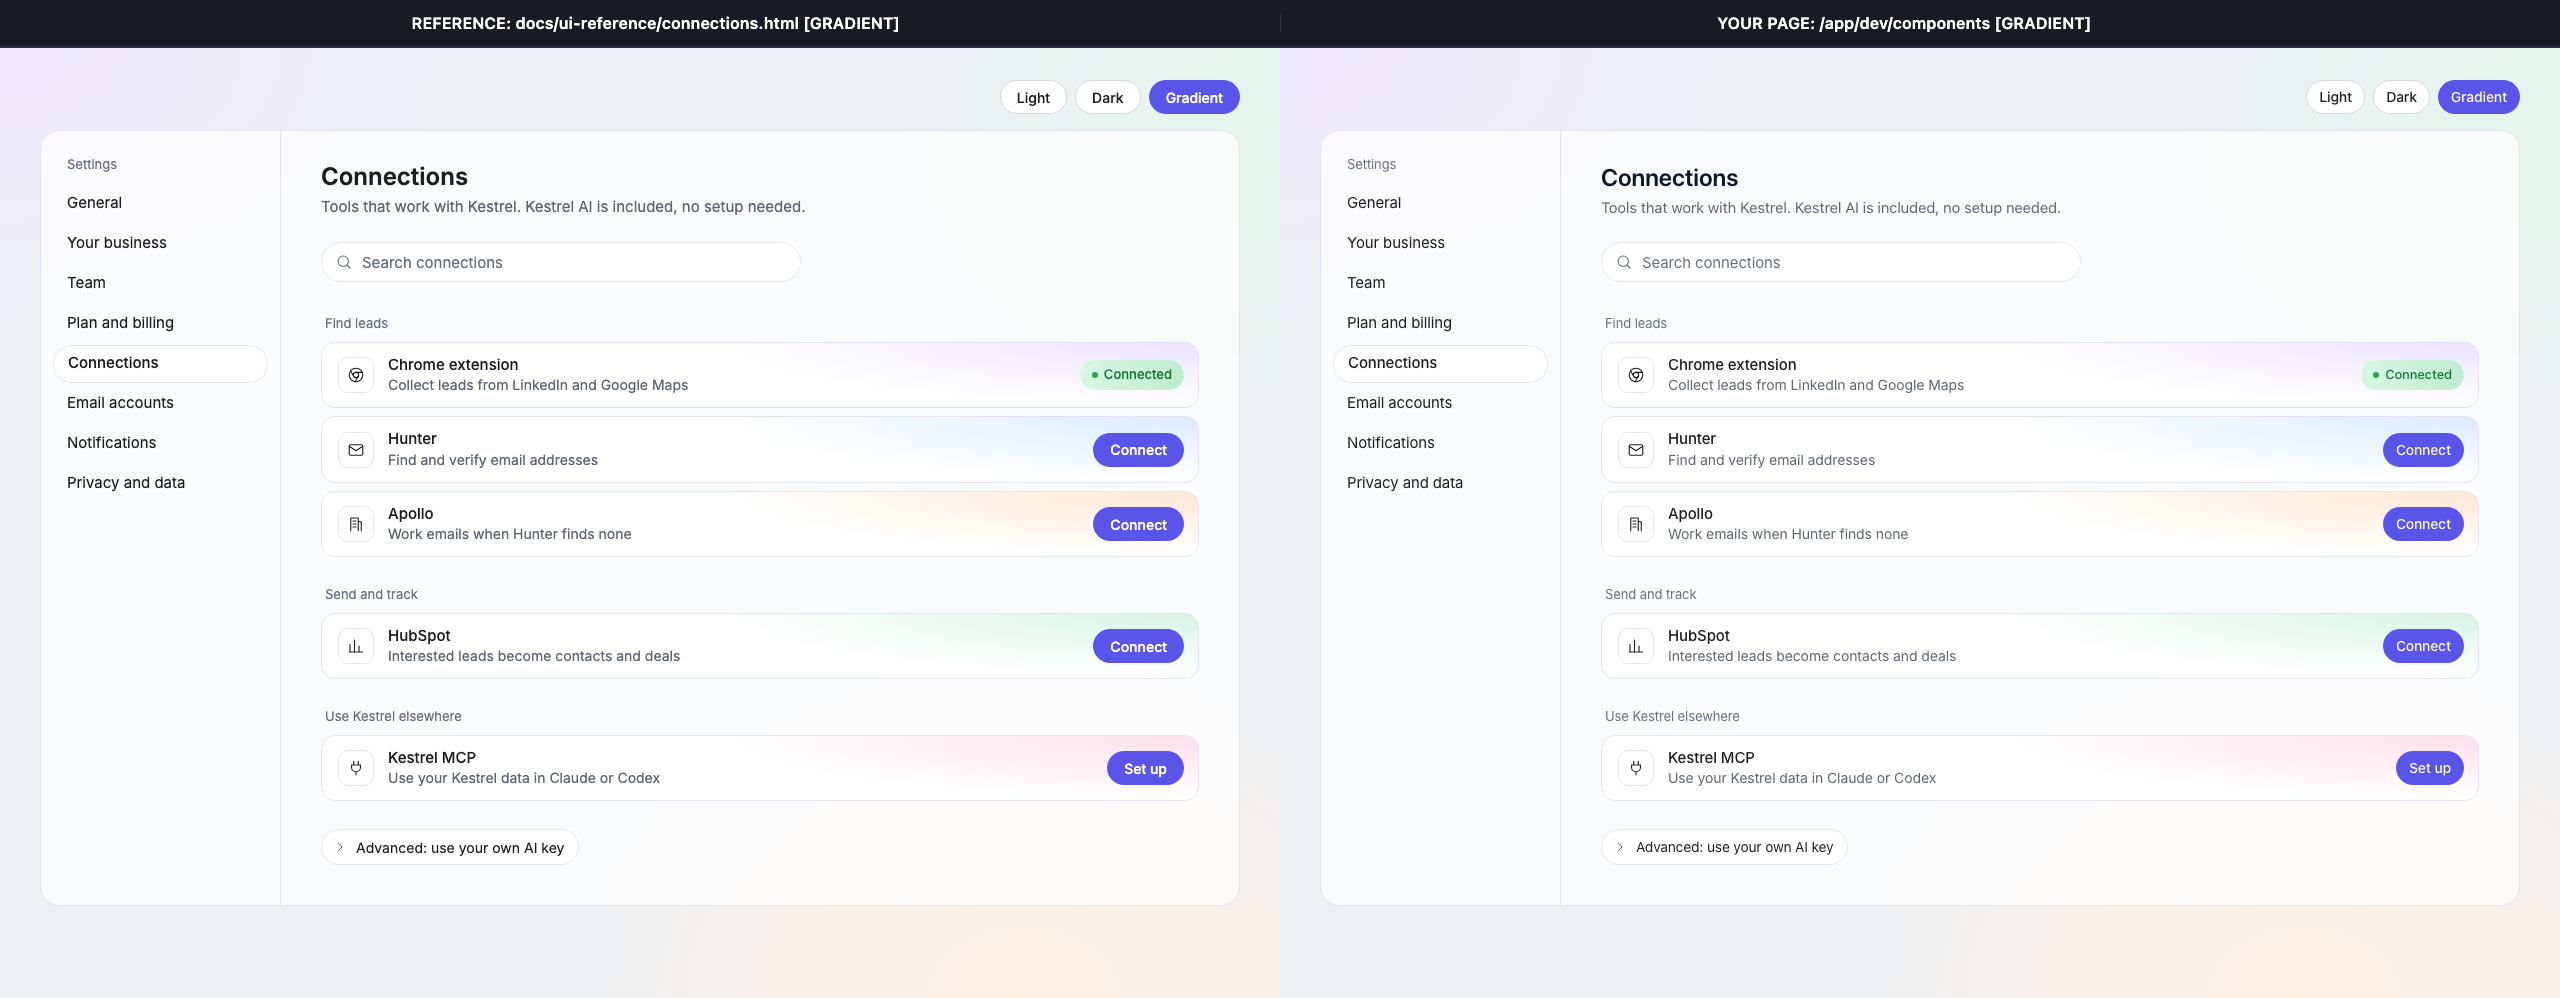 REFERENCE: docs/ui-reference/connections.html [GRADIENT]
Light Dark Gradient
Settings
General
Your business
Team
Plan and billing
Connections
Email accounts
Notifications
Privacy and data
Connections
Tools that work with Kestrel. Kestrel AI is included, no setup needed.
Search connections
Find leads
Chrome extension
Collect leads from LinkedIn and Google Maps
Connected
Hunter
Find and verify email addresses
Connect
Apollo
Work emails when Hunter finds none
Connect
Send and track
HubSpot
Interested leads become contacts and deals
Connect
Use Kestrel elsewhere
Kestrel MCP
Use your Kestrel data in Claude or Codex
Set up
Advanced: use your own AI key
YOUR PAGE: /app/dev/components [GRADIENT]
Light Dark Gradient
Settings
General
Your business
Team
Plan and billing
Connections
Email accounts
Notifications
Privacy and data
Connections
Tools that work with Kestrel. Kestrel AI is included, no setup needed.
Search connections
Find leads
Chrome extension
Collect leads from LinkedIn and Google Maps
Connected
Hunter
Find and verify email addresses
Connect
Apollo
Work emails when Hunter finds none
Connect
Send and track
HubSpot
Interested leads become contacts and deals
Connect
Use Kestrel elsewhere
Kestrel MCP
Use your Kestrel data in Claude or Codex
Set up
Advanced: use your own AI key